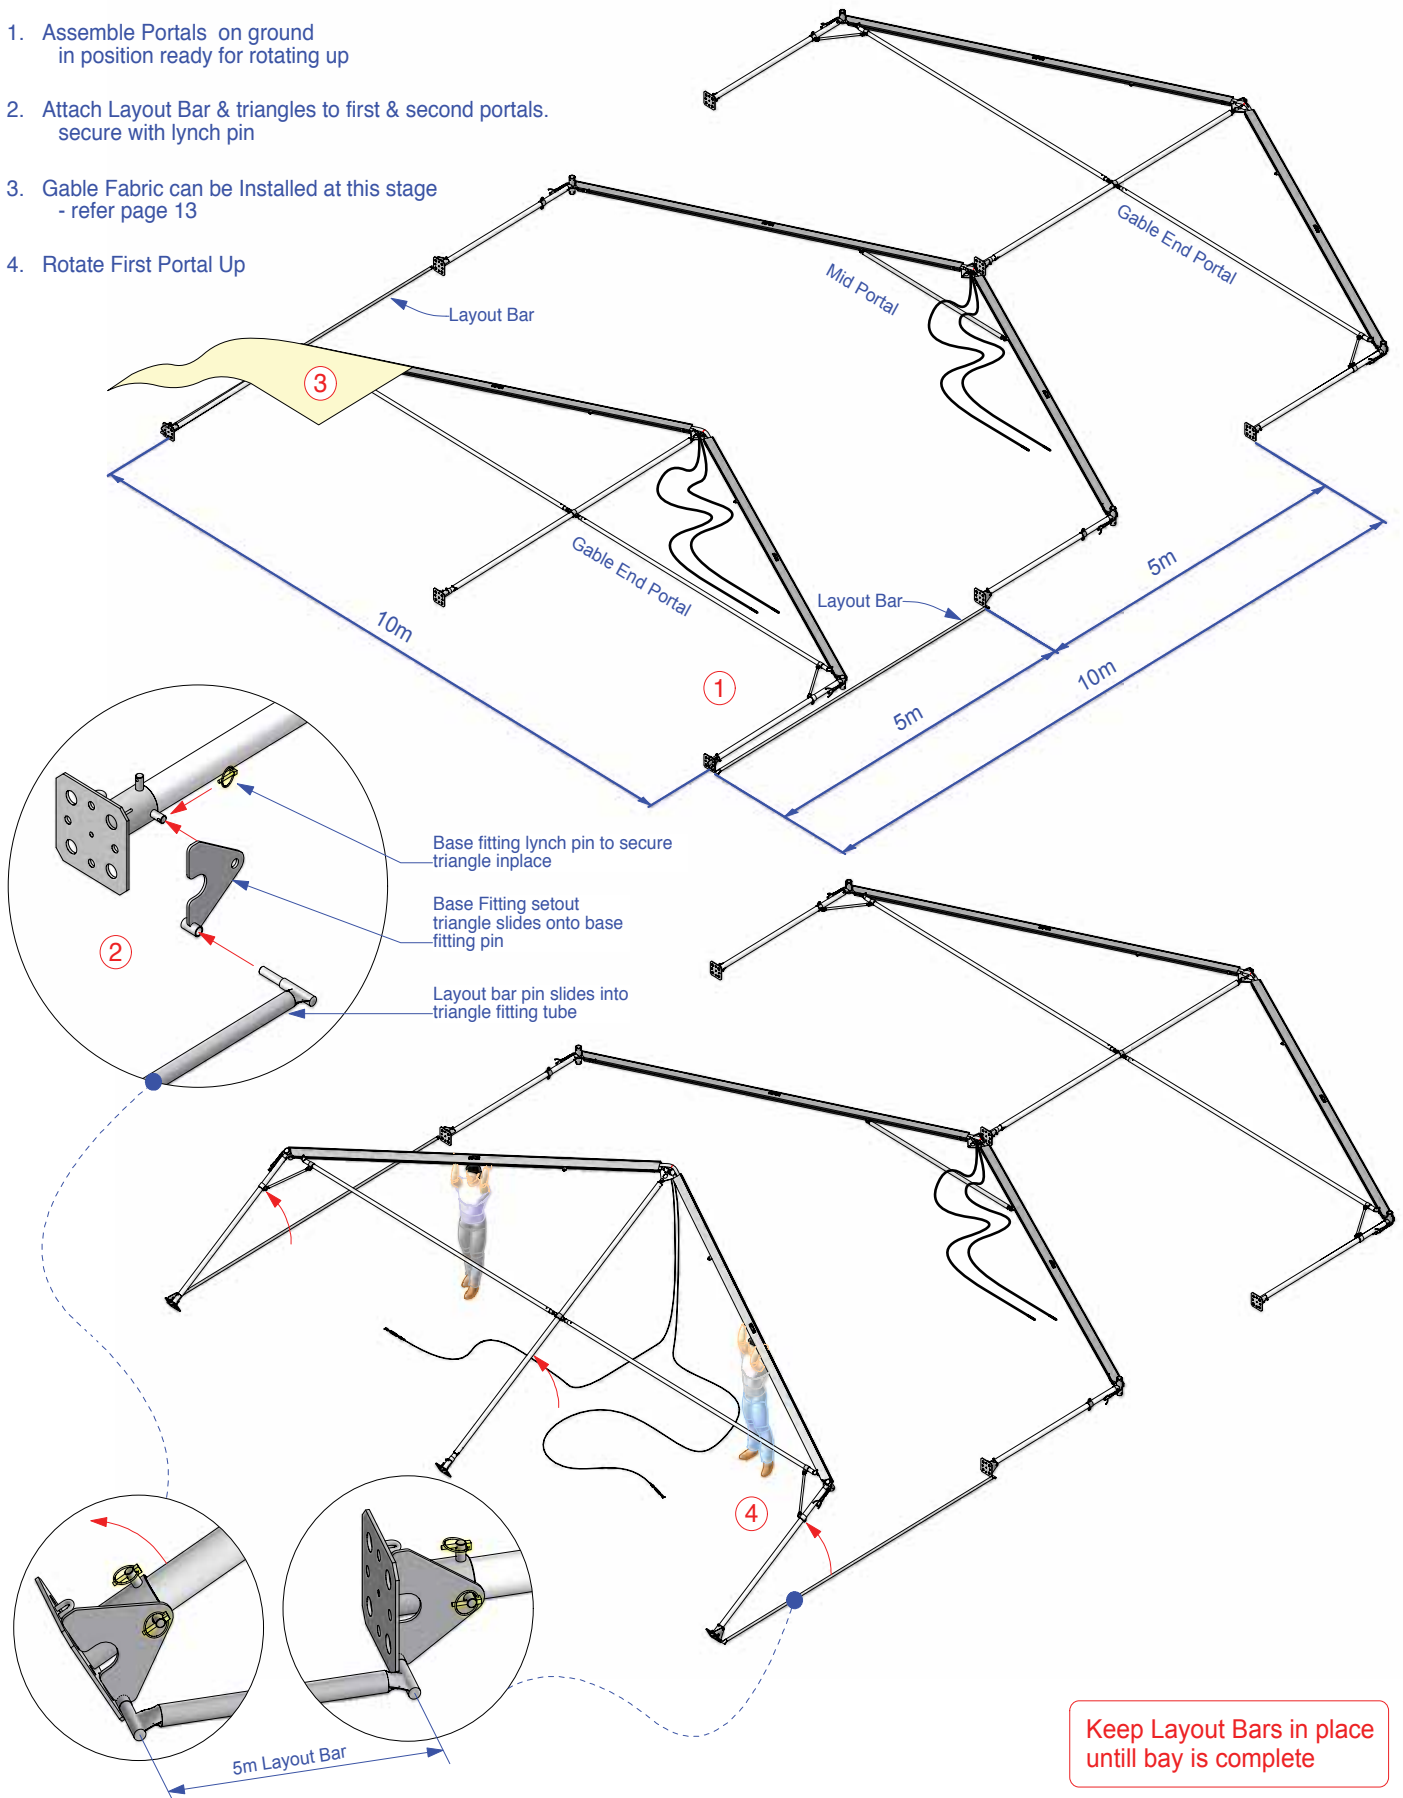 1. Assemble Portals on ground
in position ready for rotating up
2. Attach Layout Bar & triangles to first & second portals.
secure with lynch pin
3. Gable Fabric can be Installed at this stage
- refer page 13
4. Rotate First Portal Up
Gable End Portal
Mid Portal
Layout Bar
3
Gable End Portal
Layout Bar
10m
5m
10m
5m
1
Base fitting lynch pin to secure
triangle inplace
Base Fitting setout
triangle slides onto base
fitting pin
2
Layout bar pin slides into
triangle fitting tube
4
5m Layout Bar
Keep Layout Bars in place
untill bay is complete